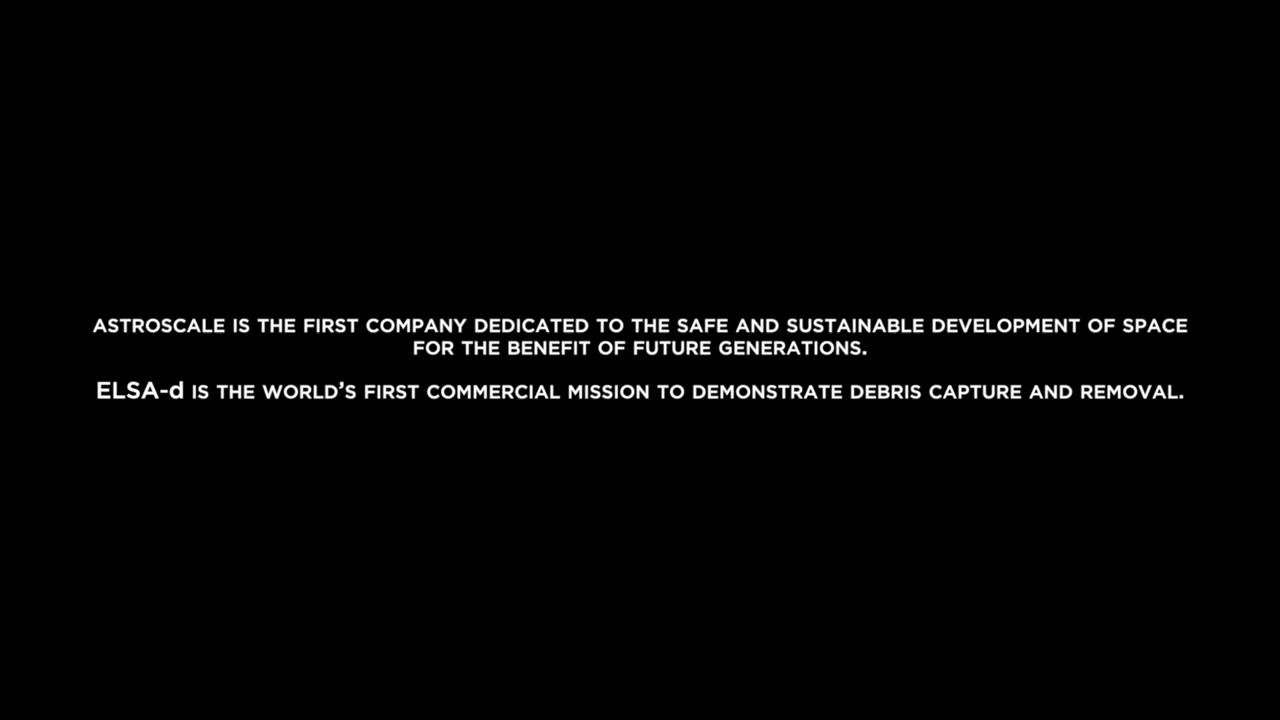 ASTROSCALE IS THE FIRST COMPANY DEDICATED TO THE SAFE AND SUSTAINABLE DEVELOPMENT OF SPACE
FOR THE BENEFIT OF FUTURE GENERATIONS.
ELSA-d IS THE WORLD’S FIRST COMMERCIAL MISSION TO DEMONSTRATE DEBRIS CAPTURE AND REMOVAL.